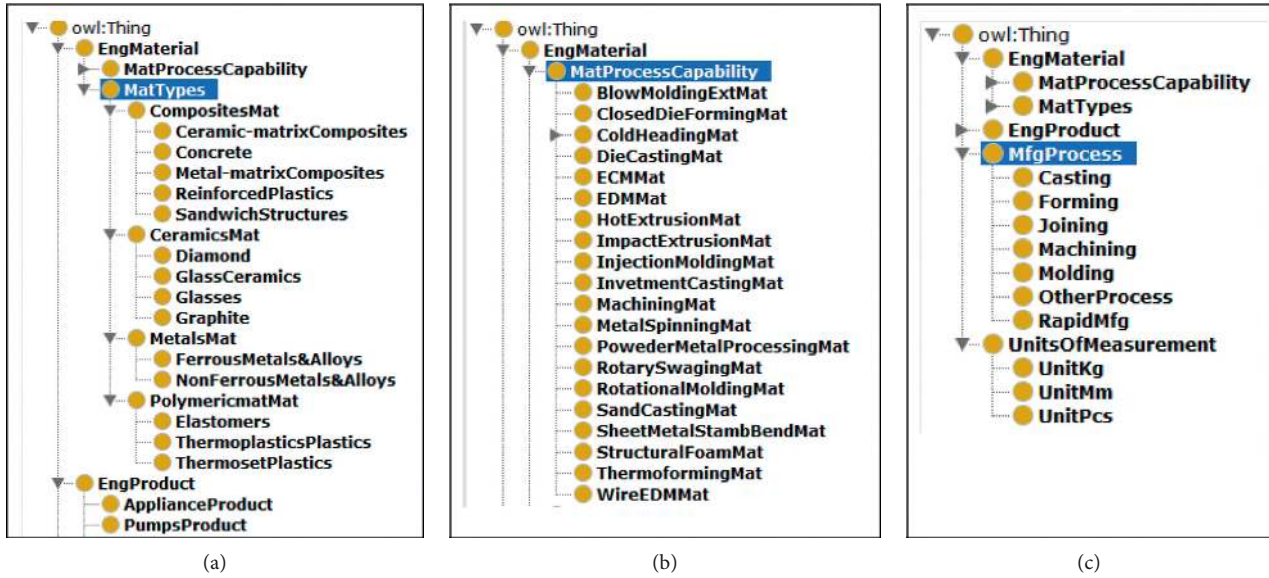 owl:Thing
EngMaterial
MatProcessCapability
MatTypes
CompositesMat
Ceramic-matrixComposites
Concrete
Metal-matrixComposites
ReinforcedPlastics
SandwichStructures
CeramicsMat
Diamond
GlassCeramics
Glasses
Graphite
MetalsMat
FerrousMetals&Alloys
NonFerrousMetals&Alloys
PolymericmatMat
Elastomers
ThermoplasticsPlastics
ThermosetPlastics
EngProduct
ApplianceProduct
PumpsProduct
(a)
owl:Thing
EngMaterial
MatProcessCapability
BlowMoldingExtMat
ClosedDieFormingMat
ColdHeadingMat
DieCastingMat
ECMMat
EDMMat
HotExtrusionMat
ImpactExtrusionMat
InjectionMoldingMat
InvetmentCastingMat
MachiningMat
MetalSpinningMat
PowederMetalProcessingMat
RotarySwagingMat
RotationalMoldingMat
SandCastingMat
SheetMetalStambBendMat
StructuralFoamMat
ThermoformingMat
WireEDMMat
(b)
owl:Thing
EngMaterial
MatProcessCapability
MatTypes
EngProduct
MfgProcess
Casting
Forming
Joining
Machining
Molding
OtherProcess
RapidMfg
UnitsOfMeasurement
UnitKg
UnitMm
UnitPcs
(c)